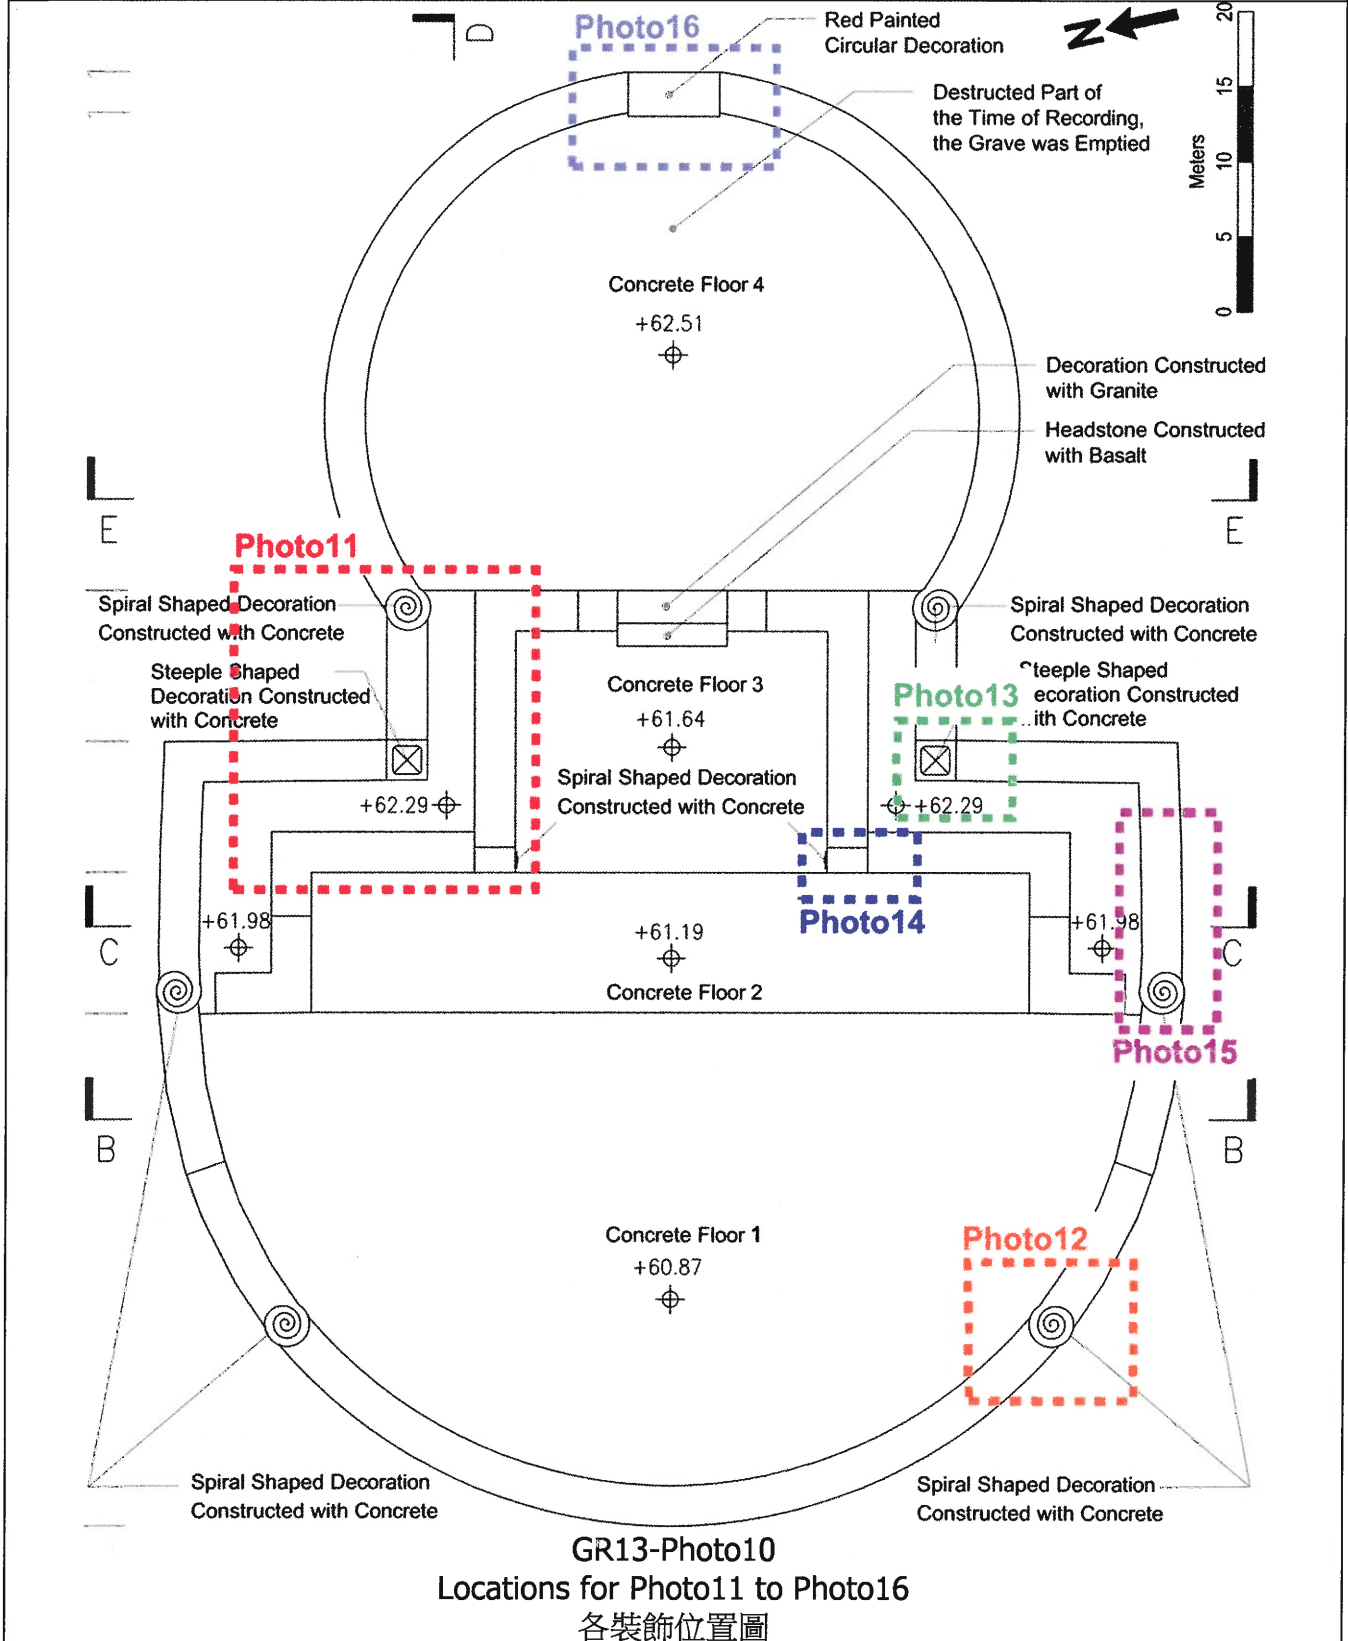 D
Photo16
Red Painted
Circular Decoration
N
20
15
10
5
0
Meters
Destructed Part of
the Time of Recording,
the Grave was Emptied
Concrete Floor 4
+62.51
Decoration Constructed
with Granite
Headstone Constructed
with Basalt
E
E
Photo11
Spiral Shaped Decoration
Constructed with Concrete
Spiral Shaped Decoration
Constructed with Concrete
Steeple Shaped
Decoration Constructed
with Concrete
Concrete Floor 3
+61.64
Photo13
teeple Shaped
ecoration Constructed
ith Concrete
Spiral Shaped Decoration
Constructed with Concrete
+62.29
+62.29
Photo14
+61.98
+61.98
C
C
+61.19
Concrete Floor 2
Photo15
B
B
Concrete Floor 1
+60.87
Photo12
Spiral Shaped Decoration
Constructed with Concrete
Spiral Shaped Decoration
Constructed with Concrete
GR13-Photo10
Locations for Photo11 to Photo16
各裝飾位置圖